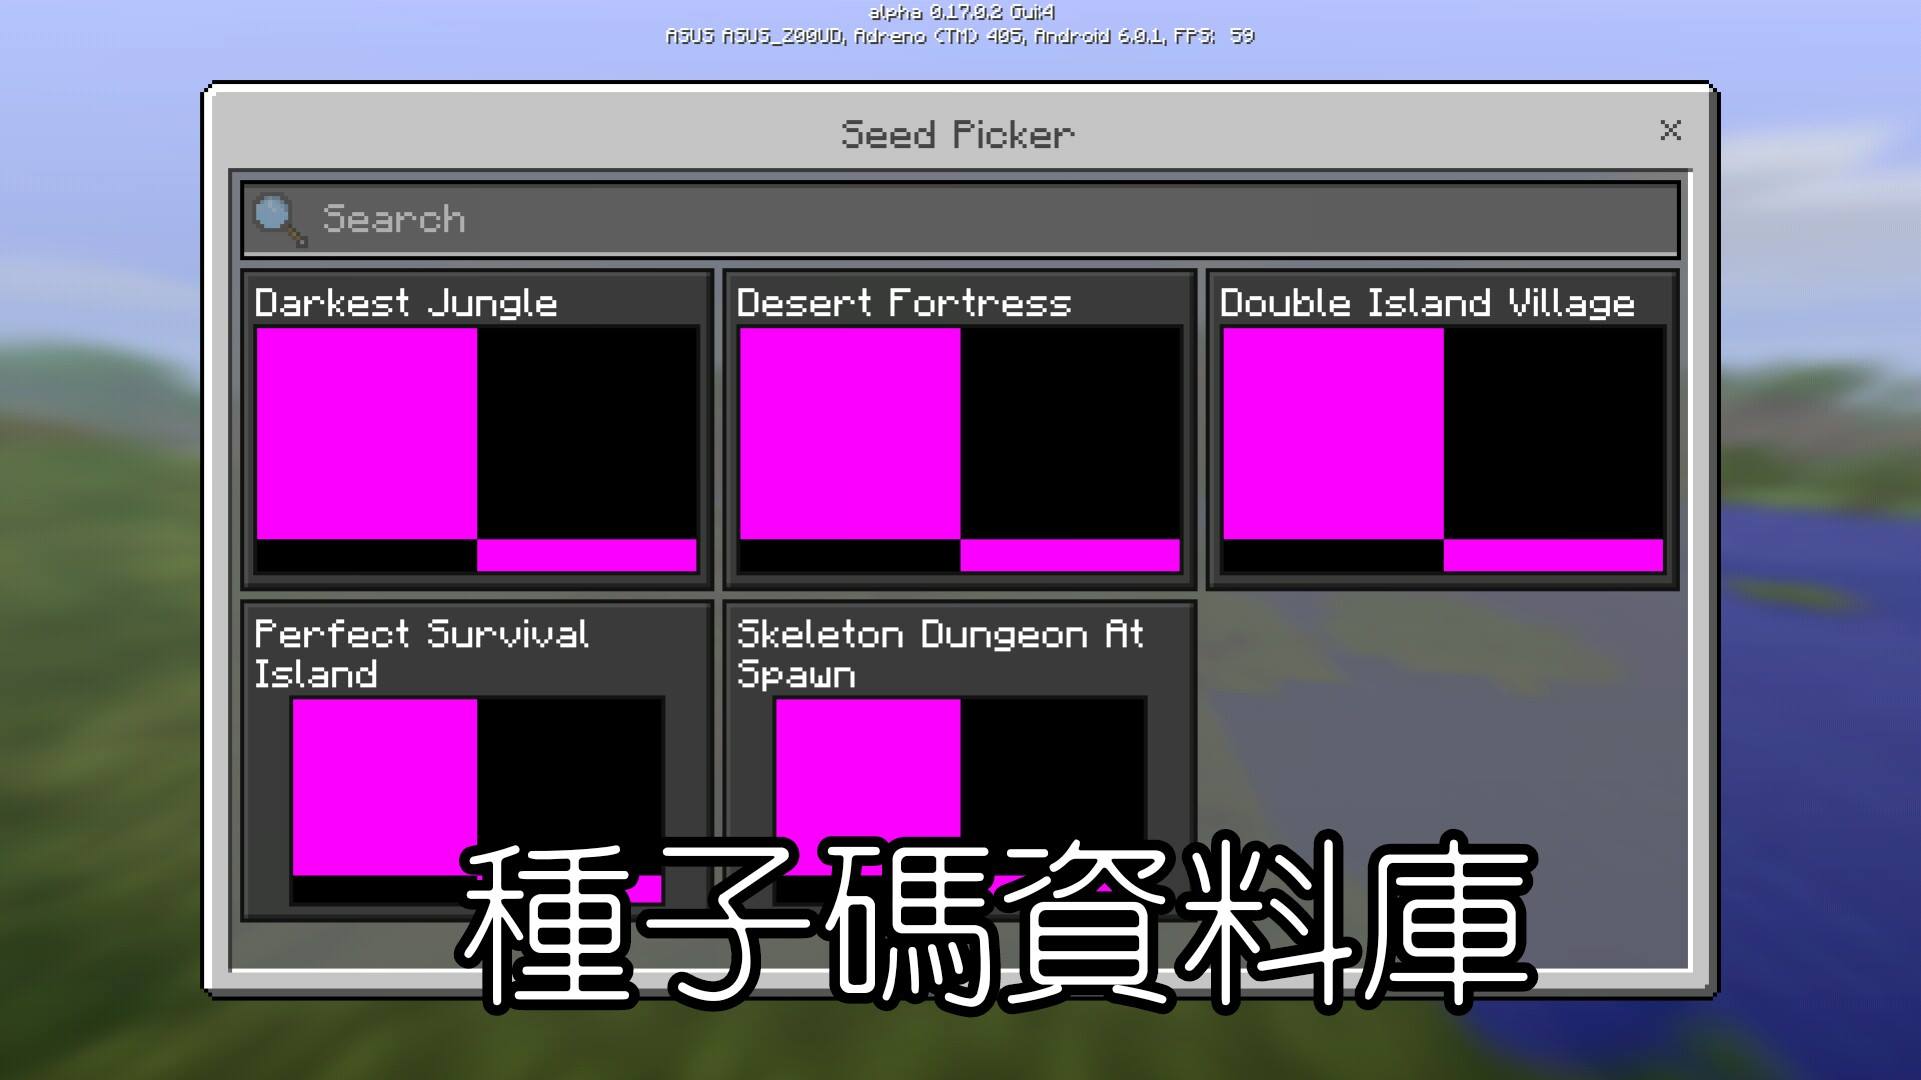 alpha 0.17.0.2 Gui:4
ASUS ASUS_Z00UD, Adreno (TM) 405, Android 6.0.1, FPS: 59
Seed Picker
Search
Darkest Jungle
Desert Fortress
Double Island Village
Perfect Survival
Island
Skeleton Dungeon At
Spawn
種子碼資料庫